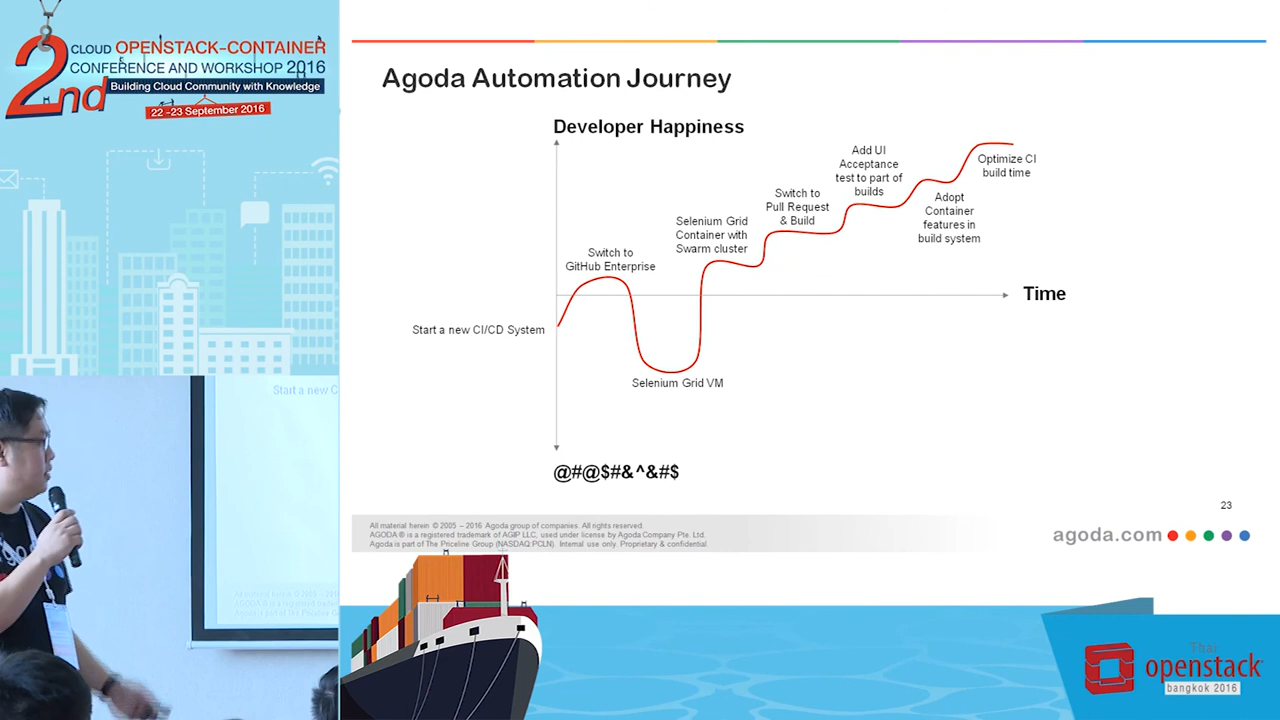 2nd
CLOUD OPENSTACK-CONTAINER
CONFERENCE AND WORKSHOP 2016
Building Cloud Community with Knowledge
22 -23 September 2016
Agoda Automation Journey
Developer Happiness
Add UI
Acceptance
test to part of
builds
Optimize CI
build time
Switch to
Pull Request
& Build
Adopt
Container
features in
build system
Selenium Grid
Container with
Swarm cluster
Switch to
GitHub Enterprise
Time
Start a new CI/CD System
Selenium Grid VM
@#@$#&^&#$
23
All material herein © 2005 – 2016 Agoda group of companies. All rights reserved.
AGODA ® is a registered trademark of AGIP LLC, used under license by Agoda Company Pte. Ltd.
Agoda is part of The Priceline Group (NASDAQ:PCLN). Internal use only. Proprietary & confidential.
agoda.com
Start a new C
Thai
openstack
bangkok 2016